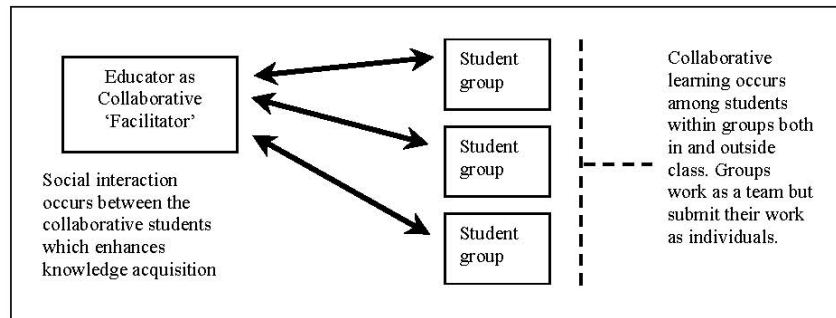 Educator as
Collaborative
‘Facilitator’
Social interaction
occurs between the
collaborative students
which enhances
knowledge acquisition
Student
group
Student
group
Student
group
Collaborative
learning occurs
among students
within groups both
in and outside
class. Groups
work as a team but
submit their work
as individuals.